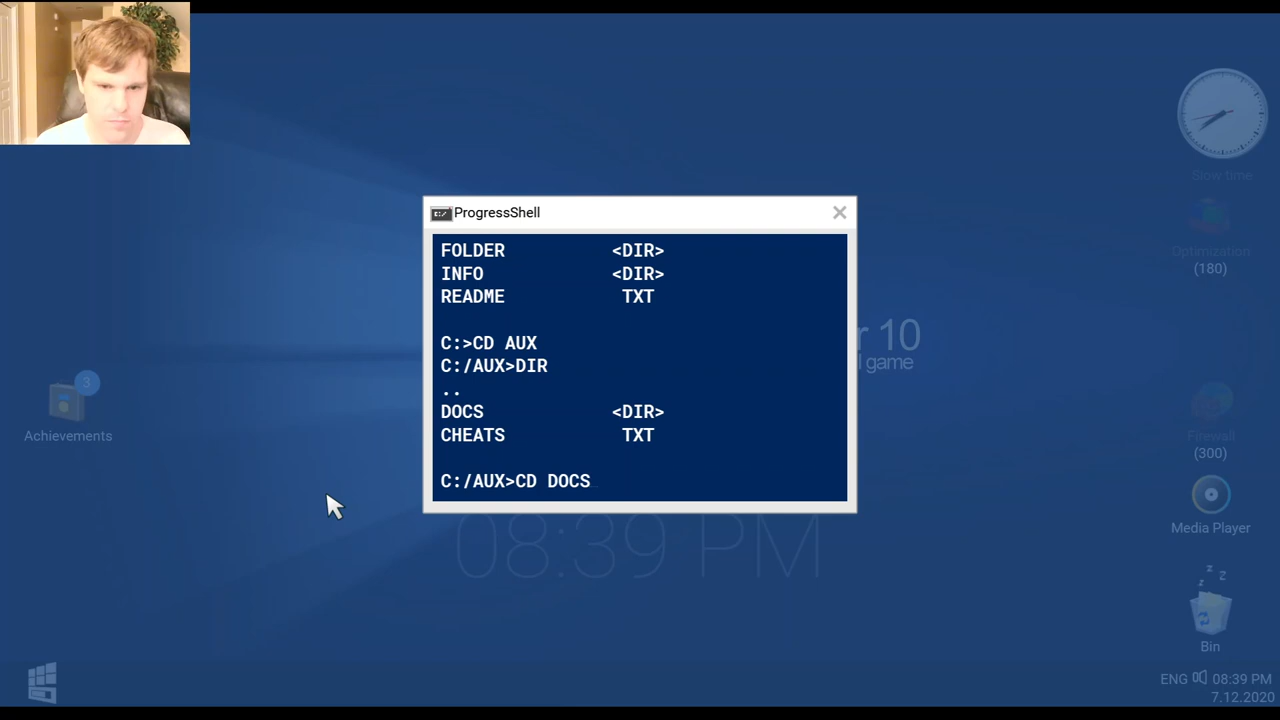 ProgressShell
FOLDER <DIR>
INFO <DIR>
README TXT
C:>CD AUX
C:/AUX>DIR
..
DOCS <DIR>
CHEATS TXT
C:/AUX>CD DOCS
3
Achievements
Slow time
Optimization
(180)
r 10
game
Firewall
(300)
Media Player
z z z
Bin
08:39 PM
ENG 08:39 PM
7.12.2020